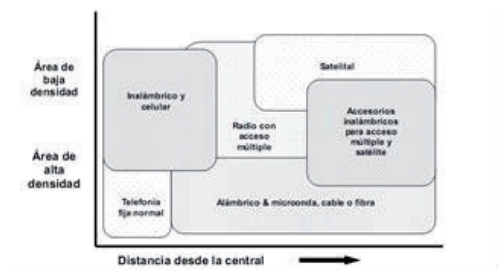 Área de
baja
densidad
Área de
alta
densidad
Inalámbrico y
celular
Satelital
Radio con
acceso
múltiple
Accesorios
inalámbricos
para acceso
múltiple y
satélite
Telefonía
fija normal
Alámbrico & microonda, cable o fibra
Distancia desde la central